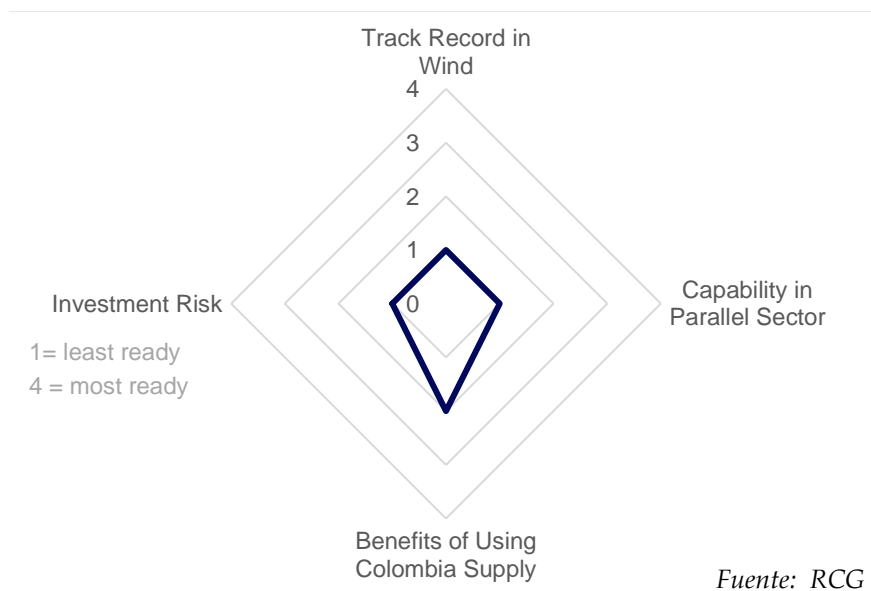 Track Record in
Wind
4
3
2
1
0
Investment Risk
Capability in
Parallel Sector
1= least ready
4 = most ready
Benefits of Using
Colombia Supply
Fuente: RCG